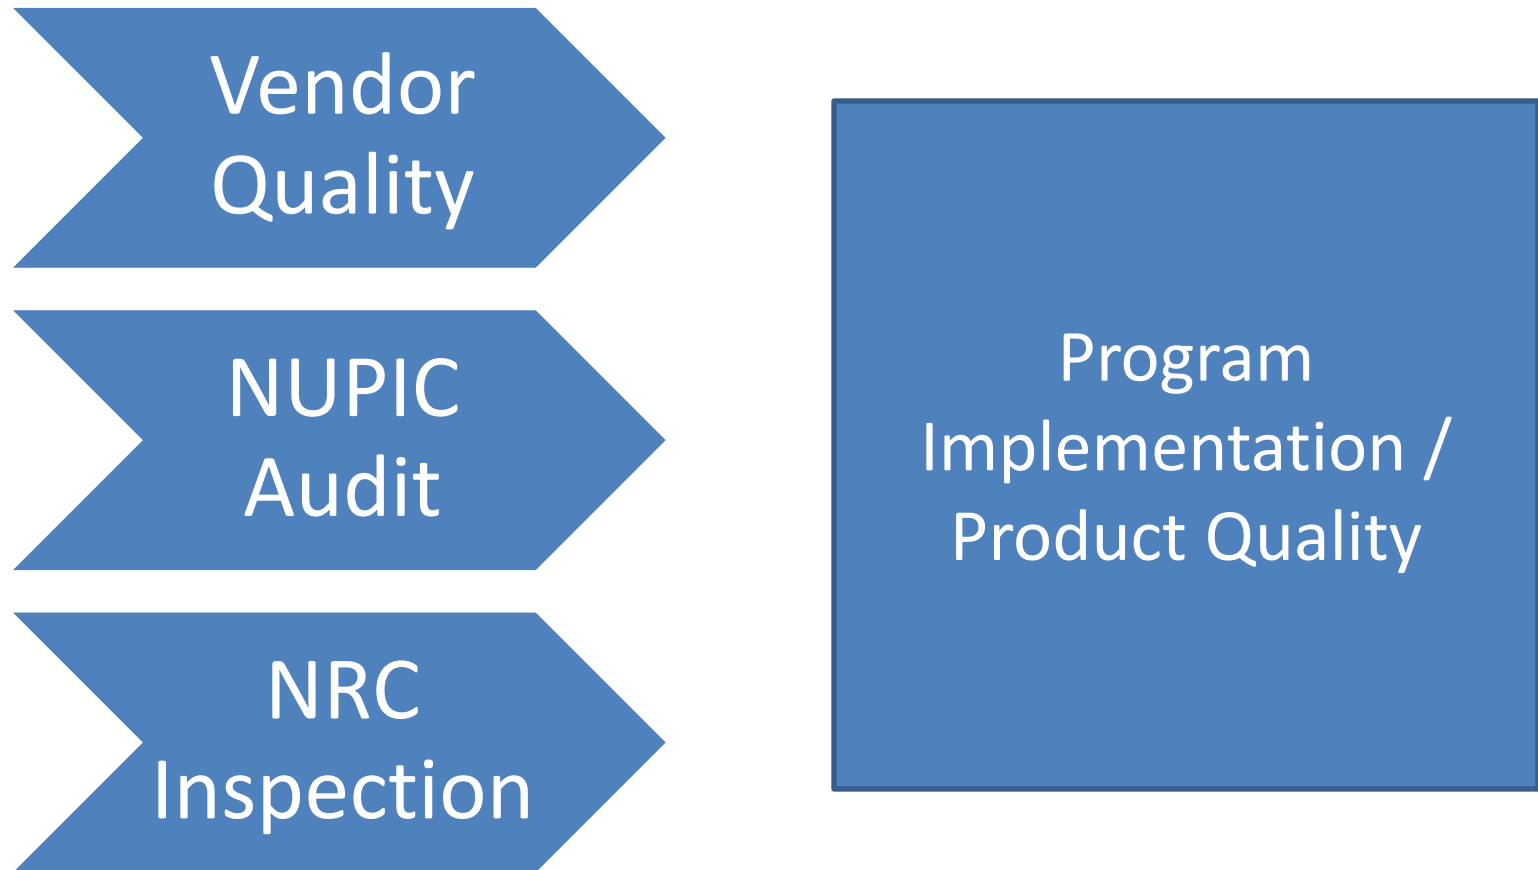 Vendor
Quality
NUPIC
Audit
NRC
Inspection
Program
Implementation /
Product Quality